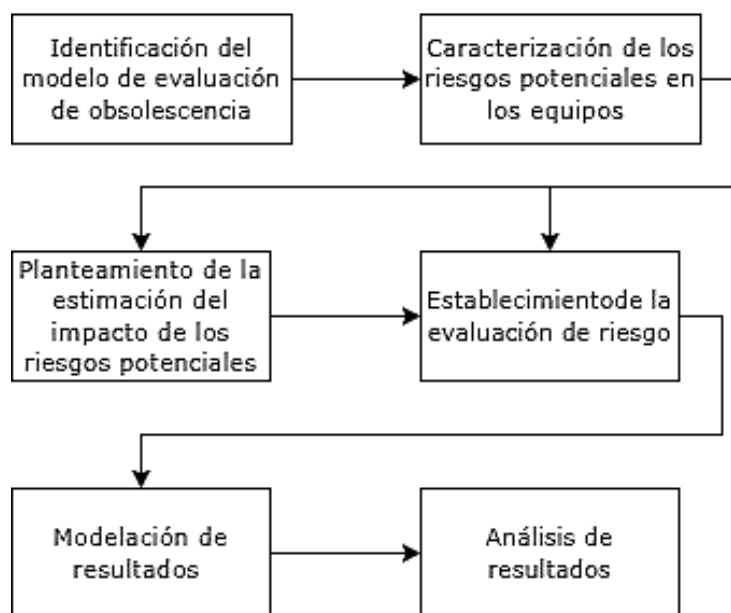 Identificación del
modelo de evaluación
de obsolescencia
Caracterización de los
riesgos potenciales en
los equipos
Planteamiento de la
estimación del
impacto de los
riesgos potenciales
Establecimientode la
evaluación de riesgo
Modelación de
resultados
Análisis de
resultados